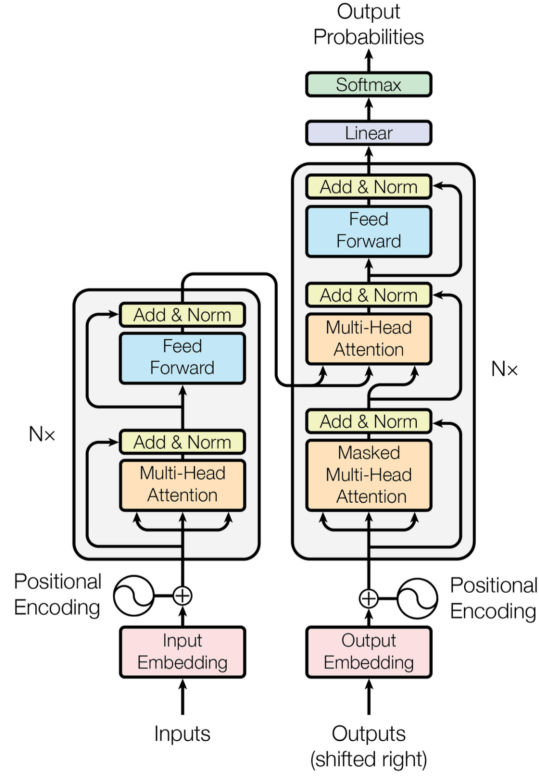 Output
Probabilities
Softmax
Linear
Add & Norm
Feed
Forward
Add & Norm
Multi-Head
Attention
Add & Norm
Masked
Multi-Head
Attention
N×
Add & Norm
Feed
Forward
Add & Norm
Multi-Head
Attention
N×
Positional
Encoding
Positional
Encoding
Input
Embedding
Output
Embedding
Inputs
Outputs
(shifted right)